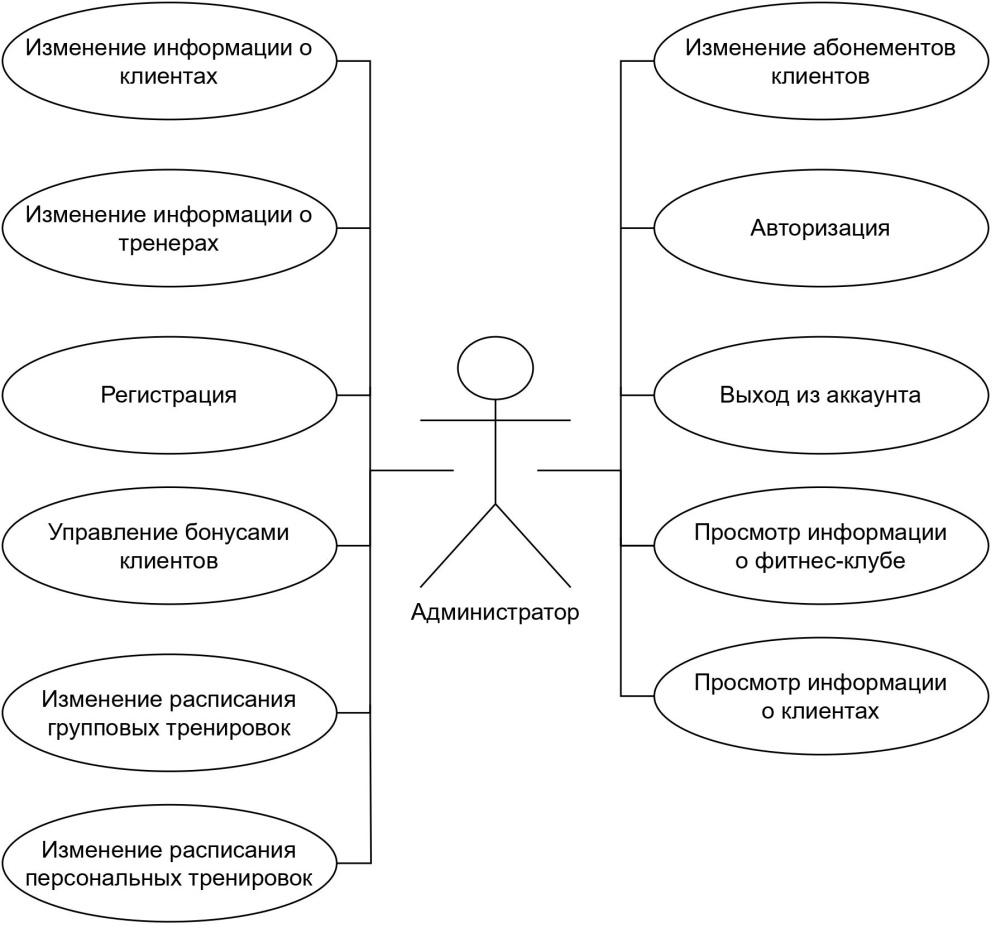 Изменение информации о
клиентах
Изменение информации о
тренерах
Регистрация
Управление бонусами
клиентов
Изменение расписания
групповых тренировок
Изменение расписания
персональных тренировок
Администратор
Изменение абонементов
клиентов
Авторизация
Выход из аккаунта
Просмотр информации
о фитнес-клубе
Просмотр информации
о клиентах